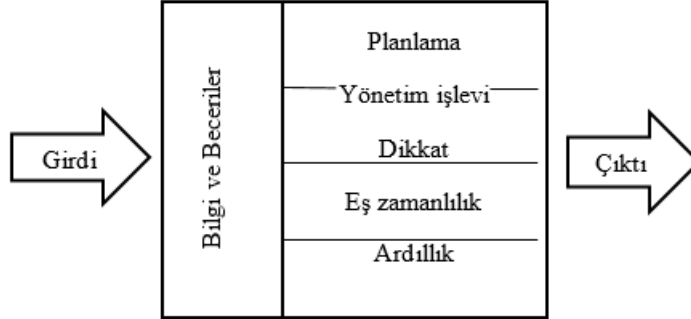 Girdi
Bilgi ve Beceriler
Planlama
Yönetim işlevi
Dikkat
Eş zamanlılık
Ardıllık
Çıktı